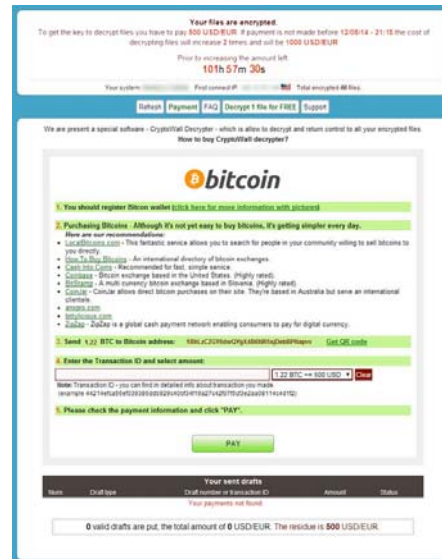 Your files are encrypted.
To get the key to decrypt files you have to pay 500 USD/EUR. If payment is not made before 12/06/14 - 21:15 the cost of
decrypting files will increase 2 times and will be 1000 USD/EUR
Prior to increasing the amount left:
101h 57m 30s
Your system: First connect IP: Total encrypted files.
Refresh Payment FAQ Decrypt 1 file for FREE Support
We are present a special software - CryptoWall Decrypter - which is allow to decrypt and return control to all your encrypted files.
How to buy CryptoWall decrypter?
bitcoin
1. You should register Bitcon wallet (click here for more information with pictures)
2. Purchasing Bitcoins - Although it's not yet easy to buy bitcoins, it's getting simpler every day.
Here are our recommendations:
LocalBitcoins.com - This fantastic service allows you to search for people in your community willing to sell bitcoins to
you directly.
How To Buy Bitcoins - An international directory of bitcoin exchanges.
Cash Into Coins - Recommended for fast, simple service.
Coinbase - Bitcoin exchange based in the United States. (Highly rated).
BitStamp - A multi currency bitcoin exchange based in Slovenia. (Highly rated).
CoinJar - CoinJar allows direct bitcoin purchases on their site. They're based in Australia but serve an international
clientele.
anxpro.com
bittylicious.com
ZipZap - ZipZap is a global cash payment network enabling consumers to pay for digital currency.
3. Send 1.22 BTC to Bitcoin address: Get QR code
4. Enter the Transaction ID and select amount:
1.22 BTC ~= 500 USD Clear
Note: Transaction ID - you can find in detailed info about transaction you made.
(example
5. Please check the payment information and click "PAY".
PAY
Your sent drafts
Num Draft type Draft number or transaction ID Amount Status
Your payments not found.
0 valid drafts are put, the total amount of 0 USD/EUR. The residue is 500 USD/EUR.